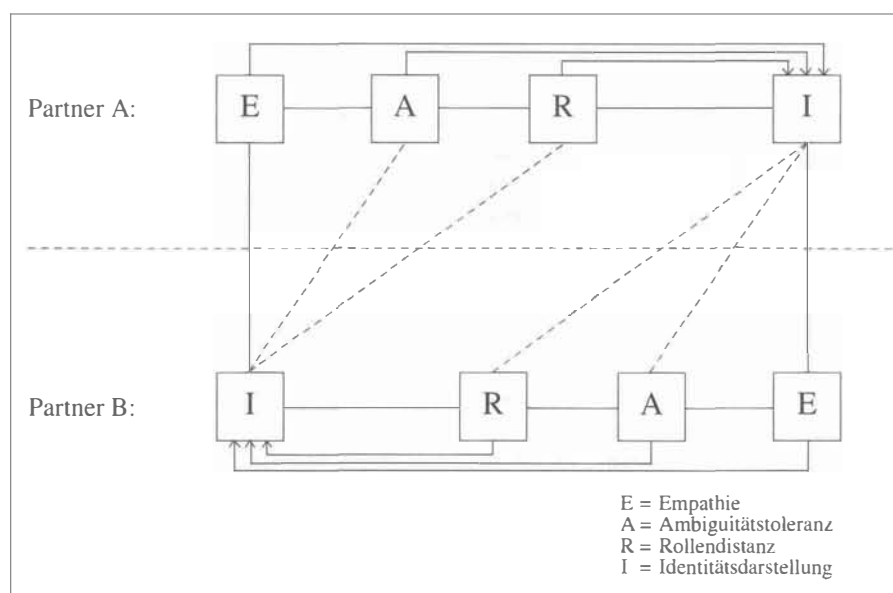 Partner A:
E A R I
Partner B:
I R A E
E = Empathie
A = Ambiguitätstoleranz
R = Rollendistanz
I = Identitätsdarstellung